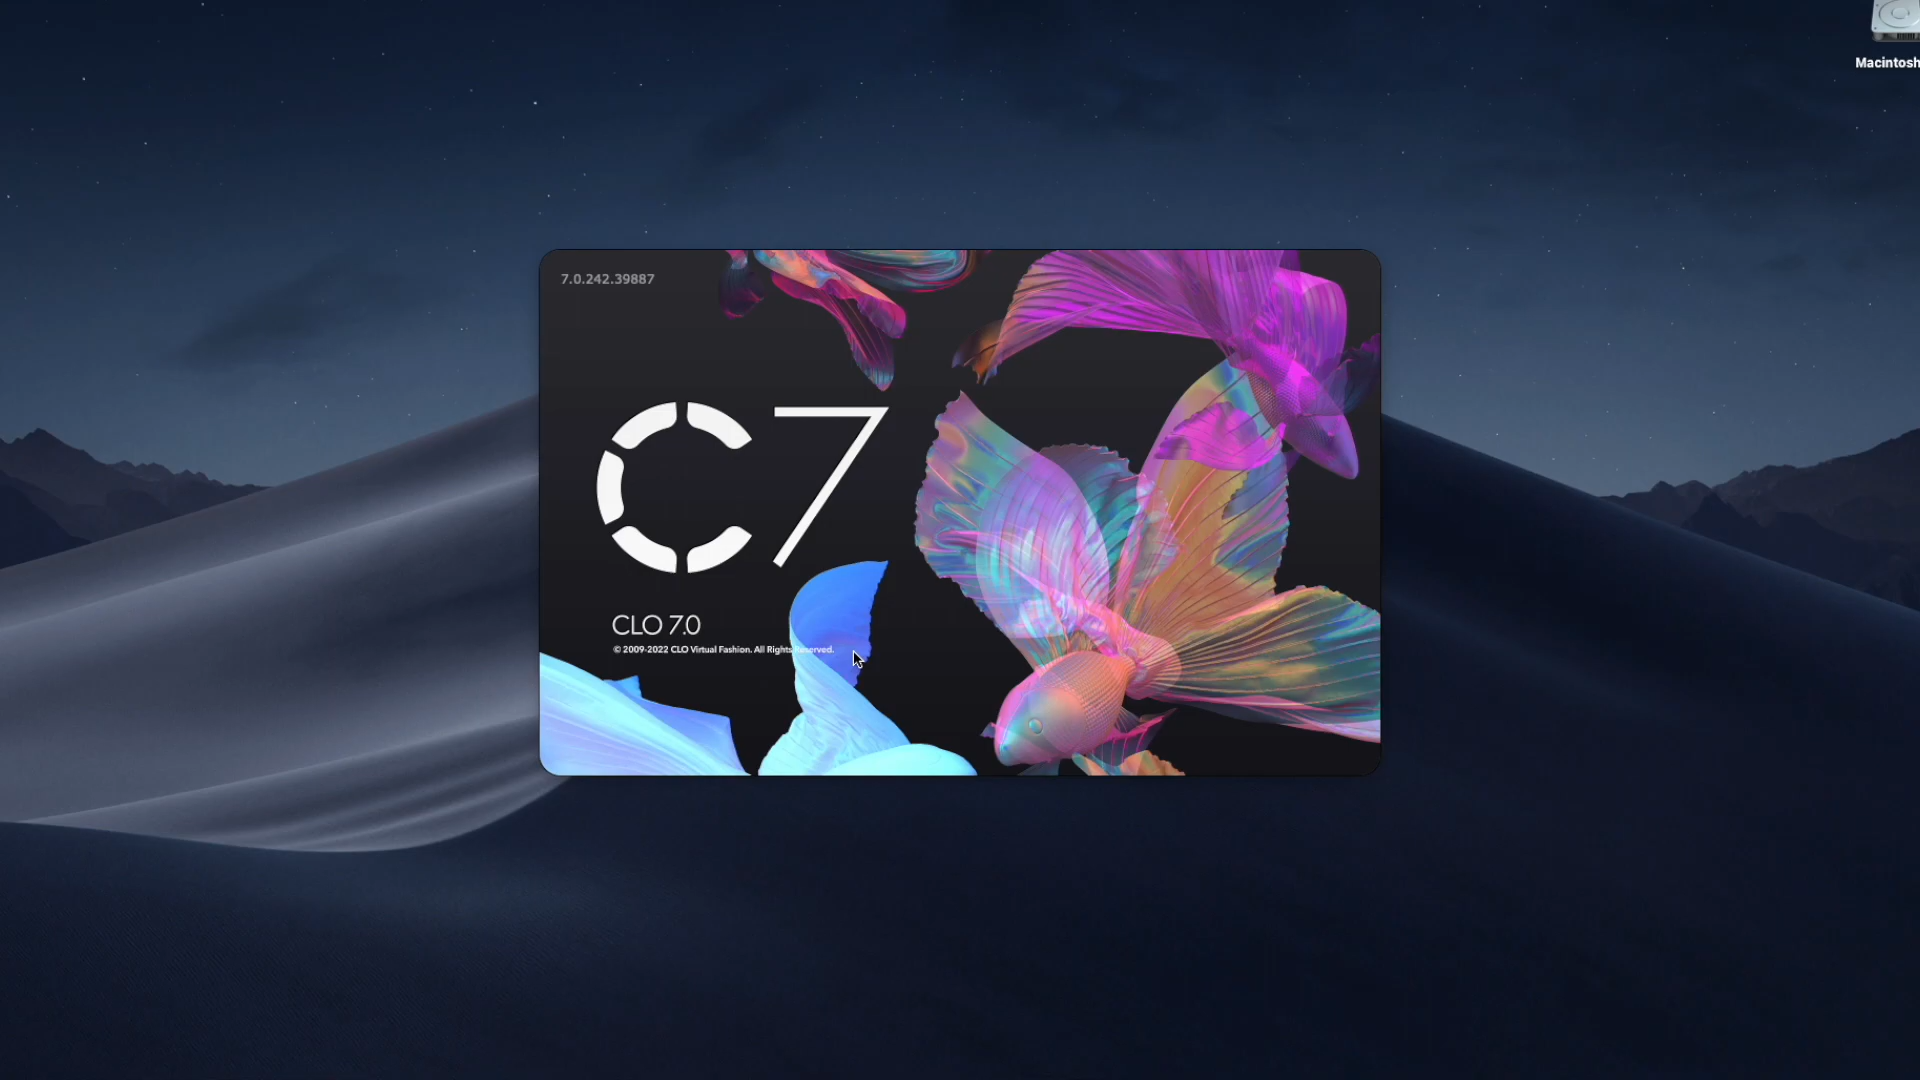 Macintosh
7.0.242.39887
C7
CLO 7.0
© 2009-2022 CLO Virtual Fashion. All Rights Reserved.